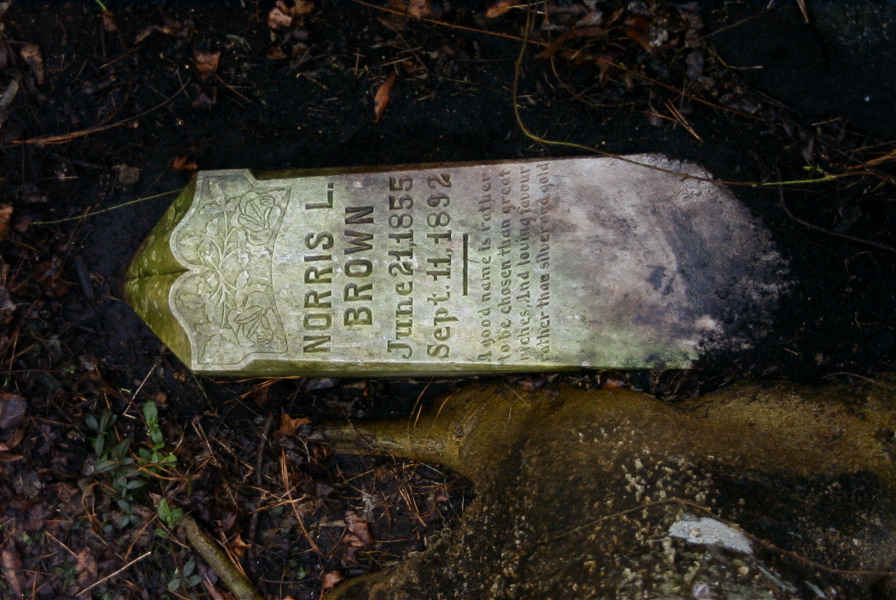 NORRIS L.
BROWN
June 21, 1855
Sept. 11, 1892
A good name is rather
to be chosen than great
riches, And loving favour
rather than silver and gold